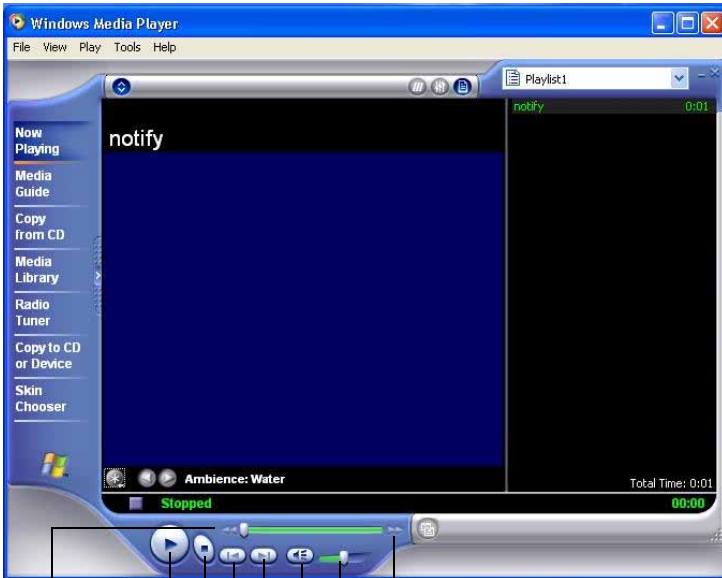 Windows Media Player
File View Play Tools Help
Playlist1
notify 0:01
notify
Now
Playing
Media
Guide
Copy
from CD
Media
Library
Radio
Tuner
Copy to CD
or Device
Skin
Chooser
Ambience: Water
Total Time: 0:01
Stopped 00:00